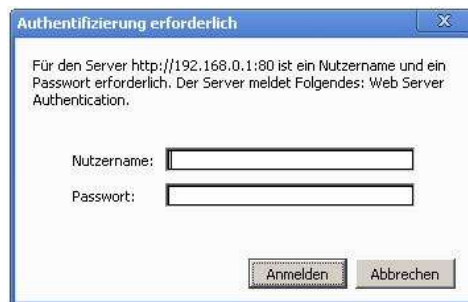 Authentifizierung erforderlich
Für den Server http://192.168.0.1:80 ist ein Nutzername und ein
Passwort erforderlich. Der Server meldet Folgendes: Web Server
Authentication.
Nutzername:
Passwort:
Anmelden Abbrechen